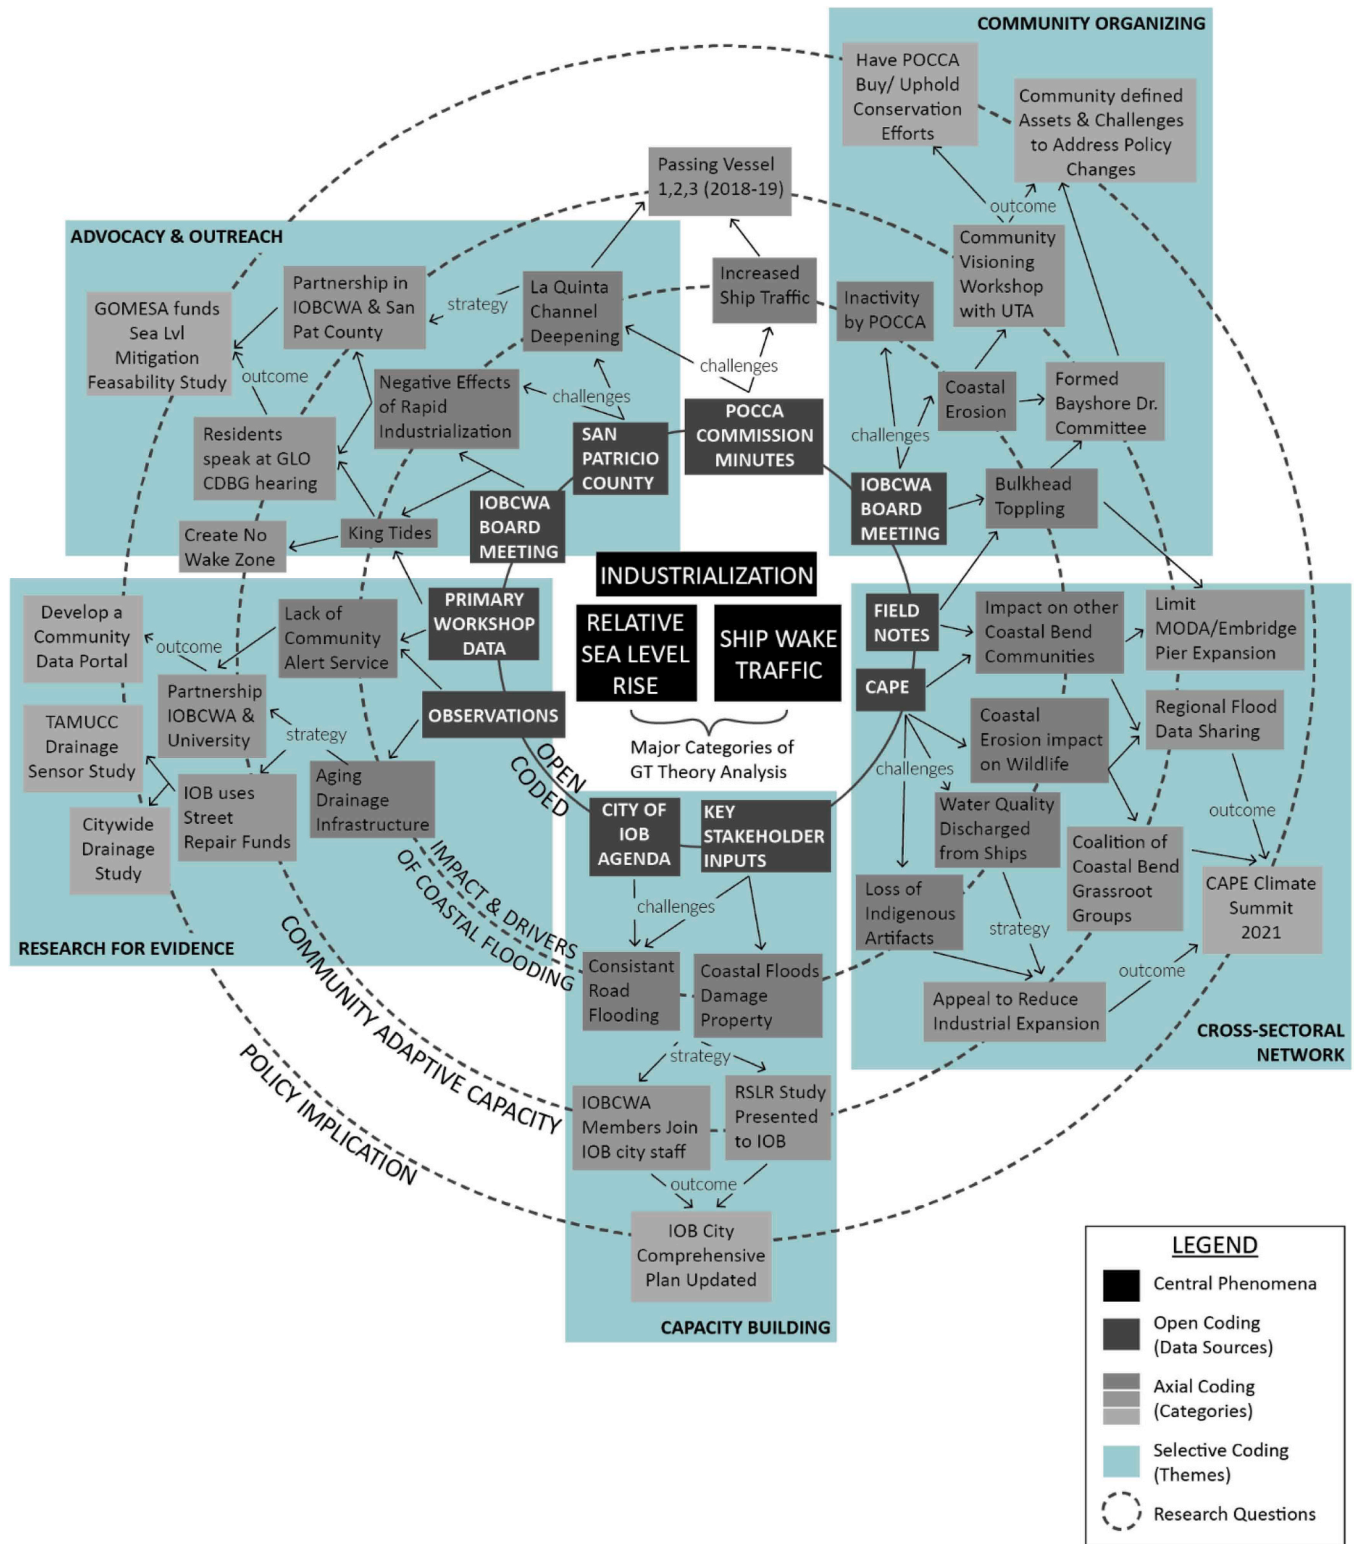 COMMUNITY ORGANIZING
Have POCCA
Buy/ Uphold
Conservation
Efforts
Community defined
Assets & Challenges
to Address Policy
Changes
outcome
Community
Visioning
Workshop
with UTA
Inactivity
by POCCA
Coastal
Erosion
Formed
Bayshore Dr.
Committee
challenges
IOBCWA
BOARD
MEETING
Bulkhead
Toppling
Passing Vessel
1,2,3 (2018-19)
Increased
Ship Traffic
challenges
POCCA
COMMISSION
MINUTES
ADVOCACY & OUTREACH
Partnership in
IOBCWA & San
Pat County
strategy
La Quinta
Channel
Deepening
GOMESA funds
Sea Lvl
Mitigation
Feasability Study
outcome
Negative Effects
of Rapid
Industrialization
challenges
Residents
speak at GLO
CDBG hearing
SAN
PATRICIO
COUNTY
IOBCWA
BOARD
MEETING
Create No
Wake Zone
King Tides
INDUSTRIALIZATION
RELATIVE
SEA LEVEL
RISE
SHIP WAKE
TRAFFIC
Major Categories of
GT Theory Analysis
Develop a
Community
Data Portal
outcome
Lack of
Community
Alert Service
PRIMARY
WORKSHOP
DATA
Partnership
IOBCWA &
University
OBSERVATIONS
TAMUCC
Drainage
Sensor Study
strategy
IOB uses
Street
Repair Funds
Aging
Drainage
Infrastructure
Citywide
Drainage
Study
RESEARCH FOR EVIDENCE
OPEN
CODED
IMPACT & DRIVERS
OF COASTAL FLOODING
COMMUNITY ADAPTIVE CAPACITY
POLICY IMPLICATION
FIELD
NOTES
CAPE
Impact on other
Coastal Bend
Communities
Limit
MODA/Embridge
Pier Expansion
Coastal
Erosion impact
on Wildlife
Regional Flood
Data Sharing
challenges
Water Quality
Discharged
from Ships
outcome
Coalition of
Coastal Bend
Grassroot
Groups
Loss of
Indigenous
Artifacts
strategy
CAPE Climate
Summit
2021
outcome
Appeal to Reduce
Industrial Expansion
CROSS-SECTORAL
NETWORK
CITY OF
IOB
AGENDA
KEY
STAKEHOLDER
INPUTS
challenges
Consistant
Road
Flooding
Coastal Floods
Damage
Property
strategy
IOBCWA
Members Join
IOB city staff
RSLR Study
Presented
to IOB
outcome
IOB City
Comprehensive
Plan Updated
CAPACITY BUILDING
LEGEND
Central Phenomena
Open Coding
(Data Sources)
Axial Coding
(Categories)
Selective Coding
(Themes)
Research Questions